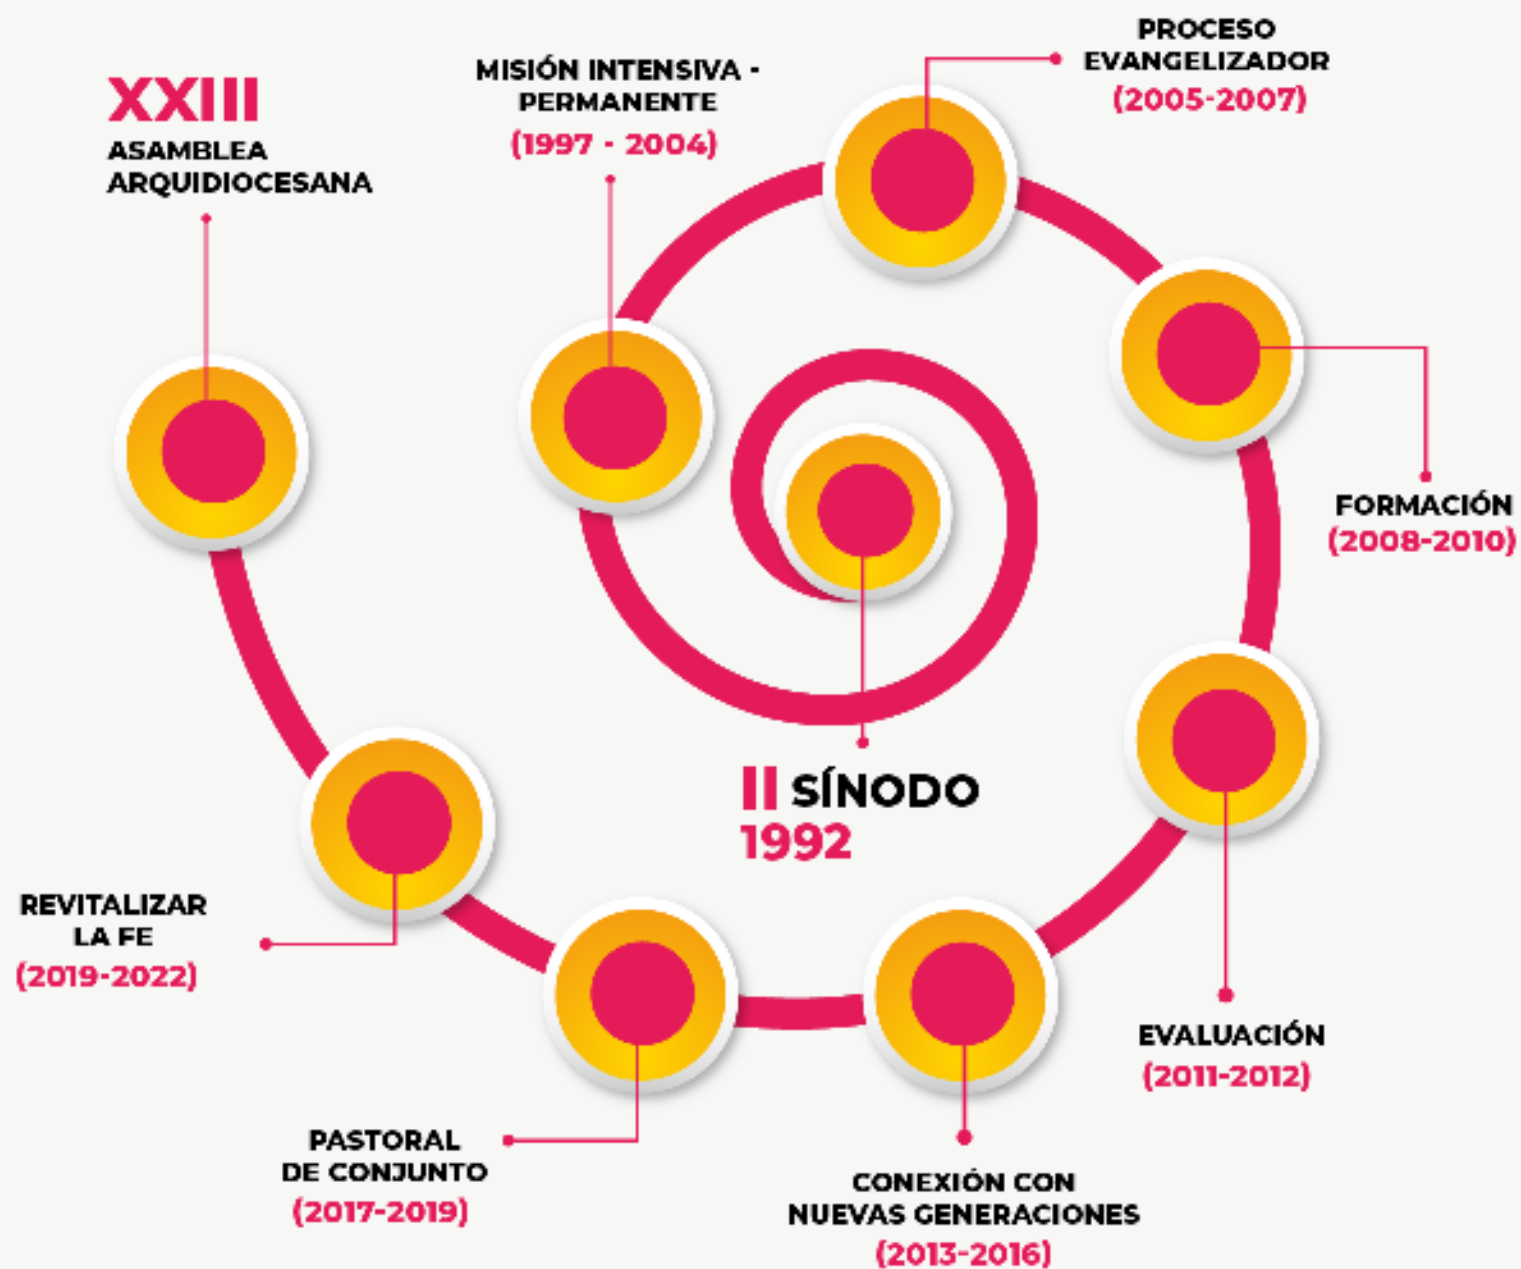 XXIII
ASAMBLEA
ARQUIDIOCESANA
MISIÓN INTENSIVA -
PERMANENTE
(1997 - 2004)
PROCESO
EVANGELIZADOR
(2005-2007)
FORMACIÓN
(2008-2010)
II SÍNODO
1992
REVITALIZAR
LA FE
(2019-2022)
EVALUACIÓN
(2011-2012)
PASTORAL
DE CONJUNTO
(2017-2019)
CONEXIÓN CON
NUEVAS GENERACIONES
(2013-2016)